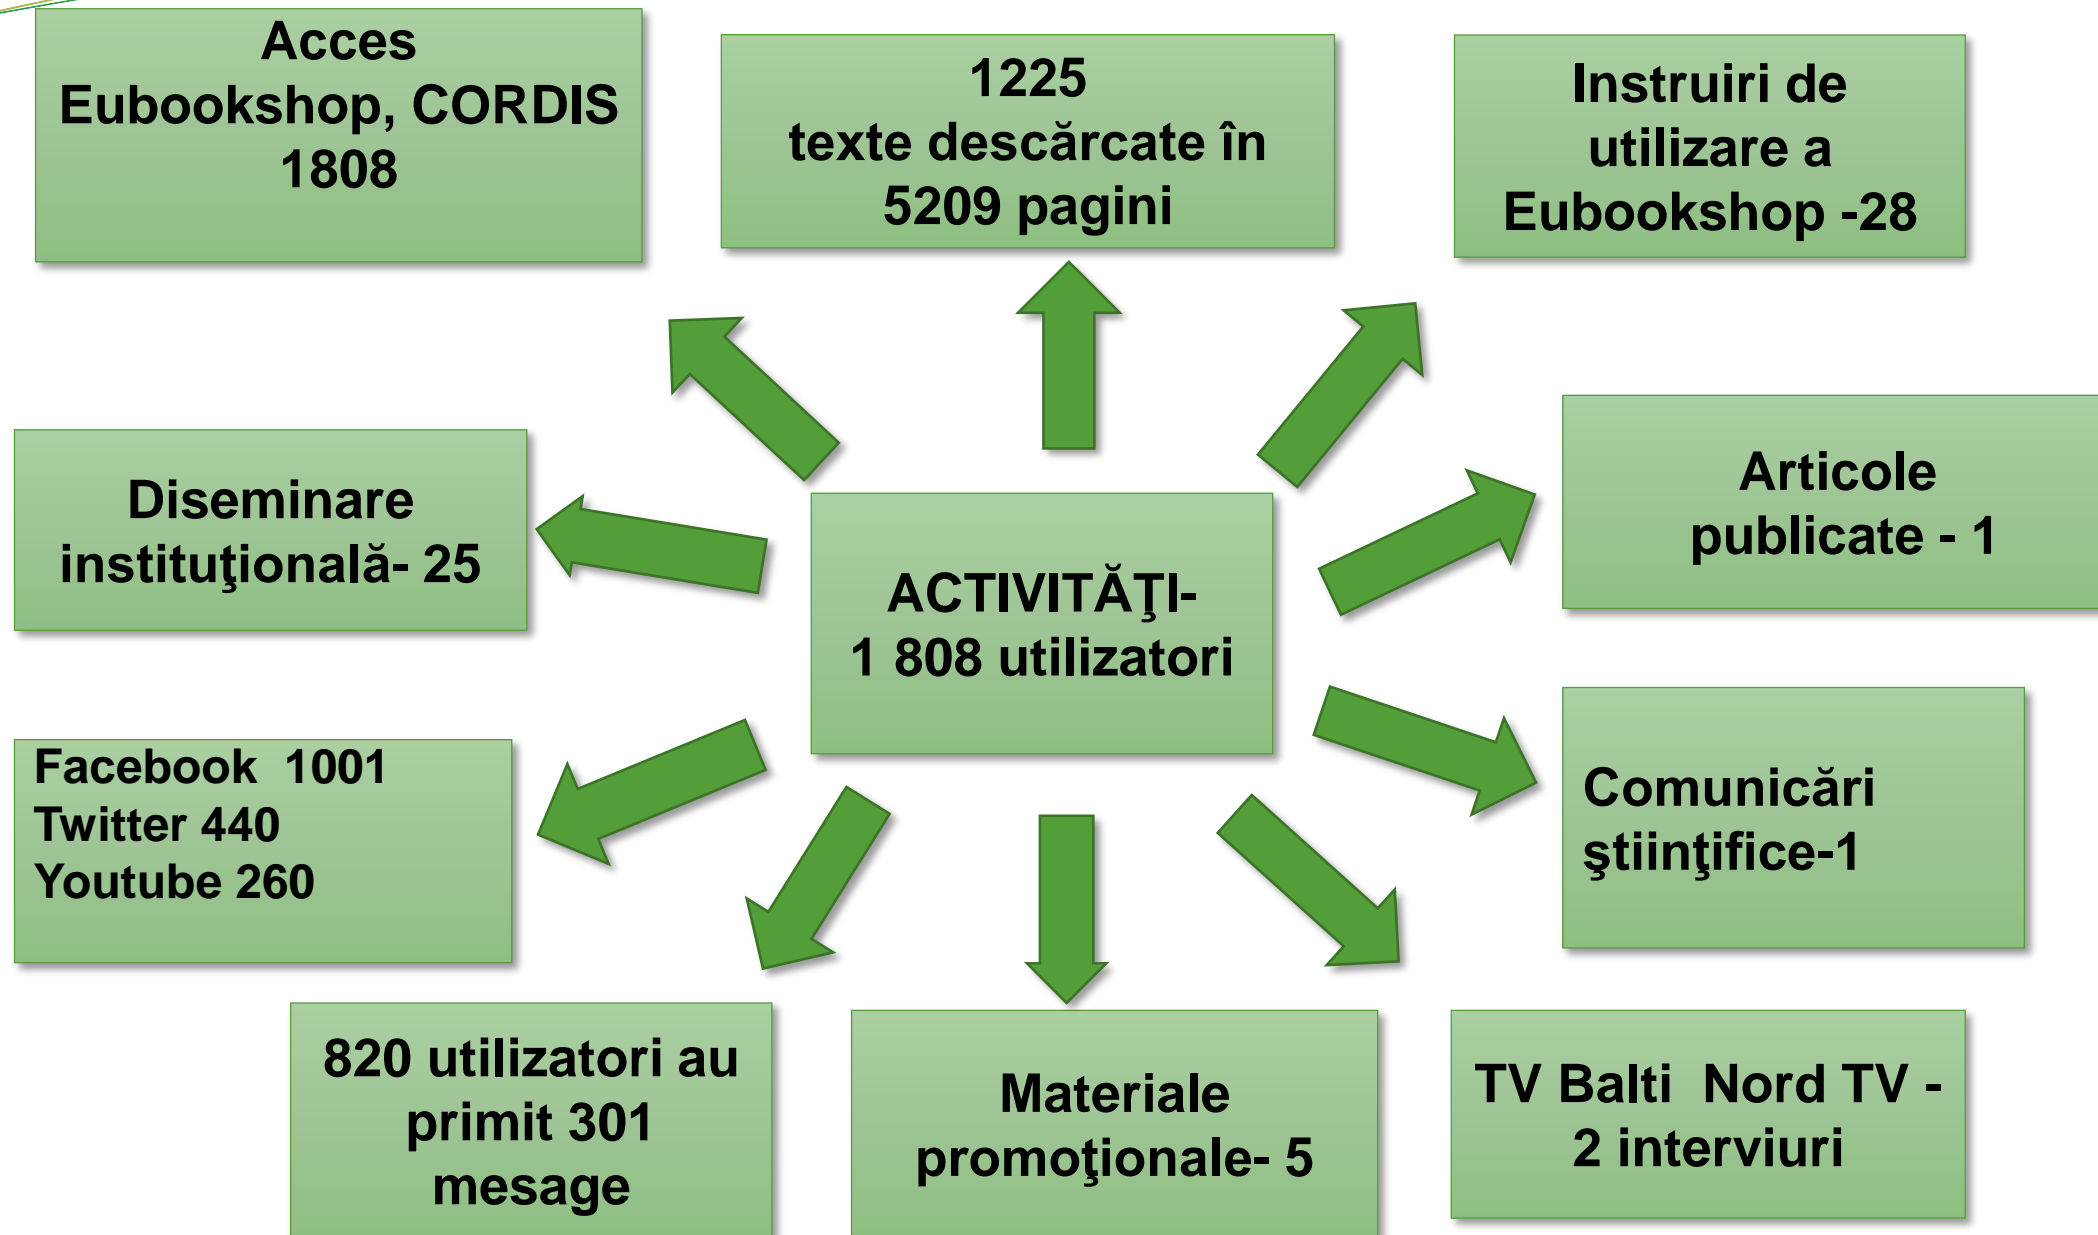 Acces
Eubookshop, CORDIS
1808
1225
texte descărcate în
5209 pagini
Instruiri de
utilizare a
Eubookshop -28
Diseminare
instituţională- 25
ACTIVITĂŢI-
1 808 utilizatori
Articole
publicate - 1
Facebook  1001
Twitter 440
Youtube 260
Comunicări
ştiinţifice-1
820 utilizatori au
primit 301
mesage
Materiale
promoţionale- 5
TV Balti  Nord TV -
2 interviuri